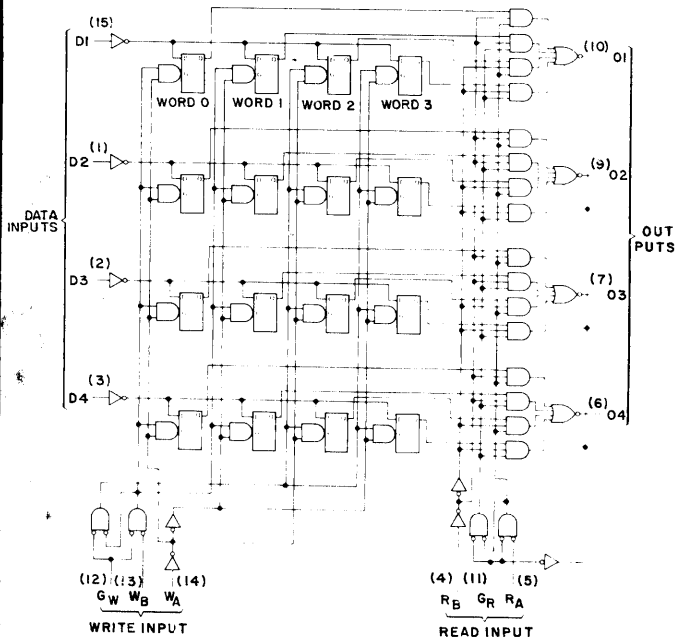 (15)
D1
(10)
O1
WORD 0 WORD 1 WORD 2 WORD 3
(1)
D2
(9)
O2
DATA
INPUTS
OUT
PUTS
(2)
D3
(7)
O3
(3)
D4
(6)
O4
(12) (13) (14)
GW WB WA
WRITE INPUT
(4) (11) (5)
RB GR RA
READ INPUT